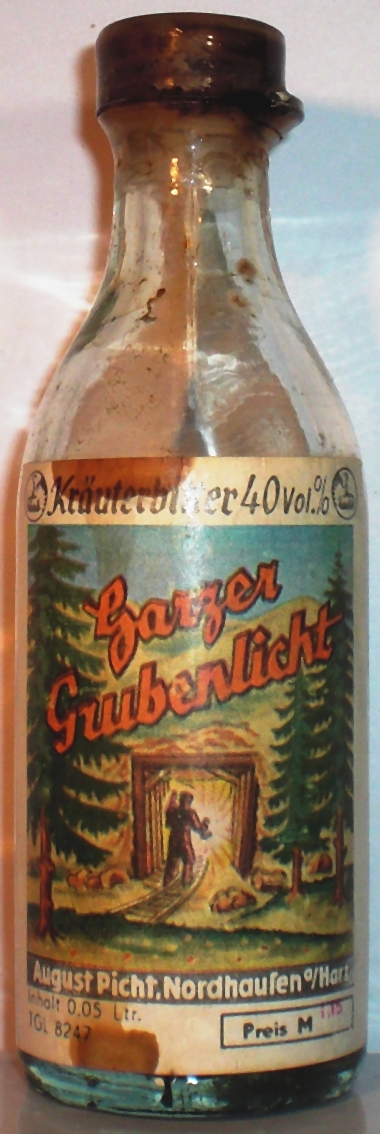 Kräuterbitter 40 Vol.%
Harzer
Grubenlicht
August Picht, Nordhausen a/Harz
Inhalt 0.05 Ltr.
TGL 8247
Preis M 1,15